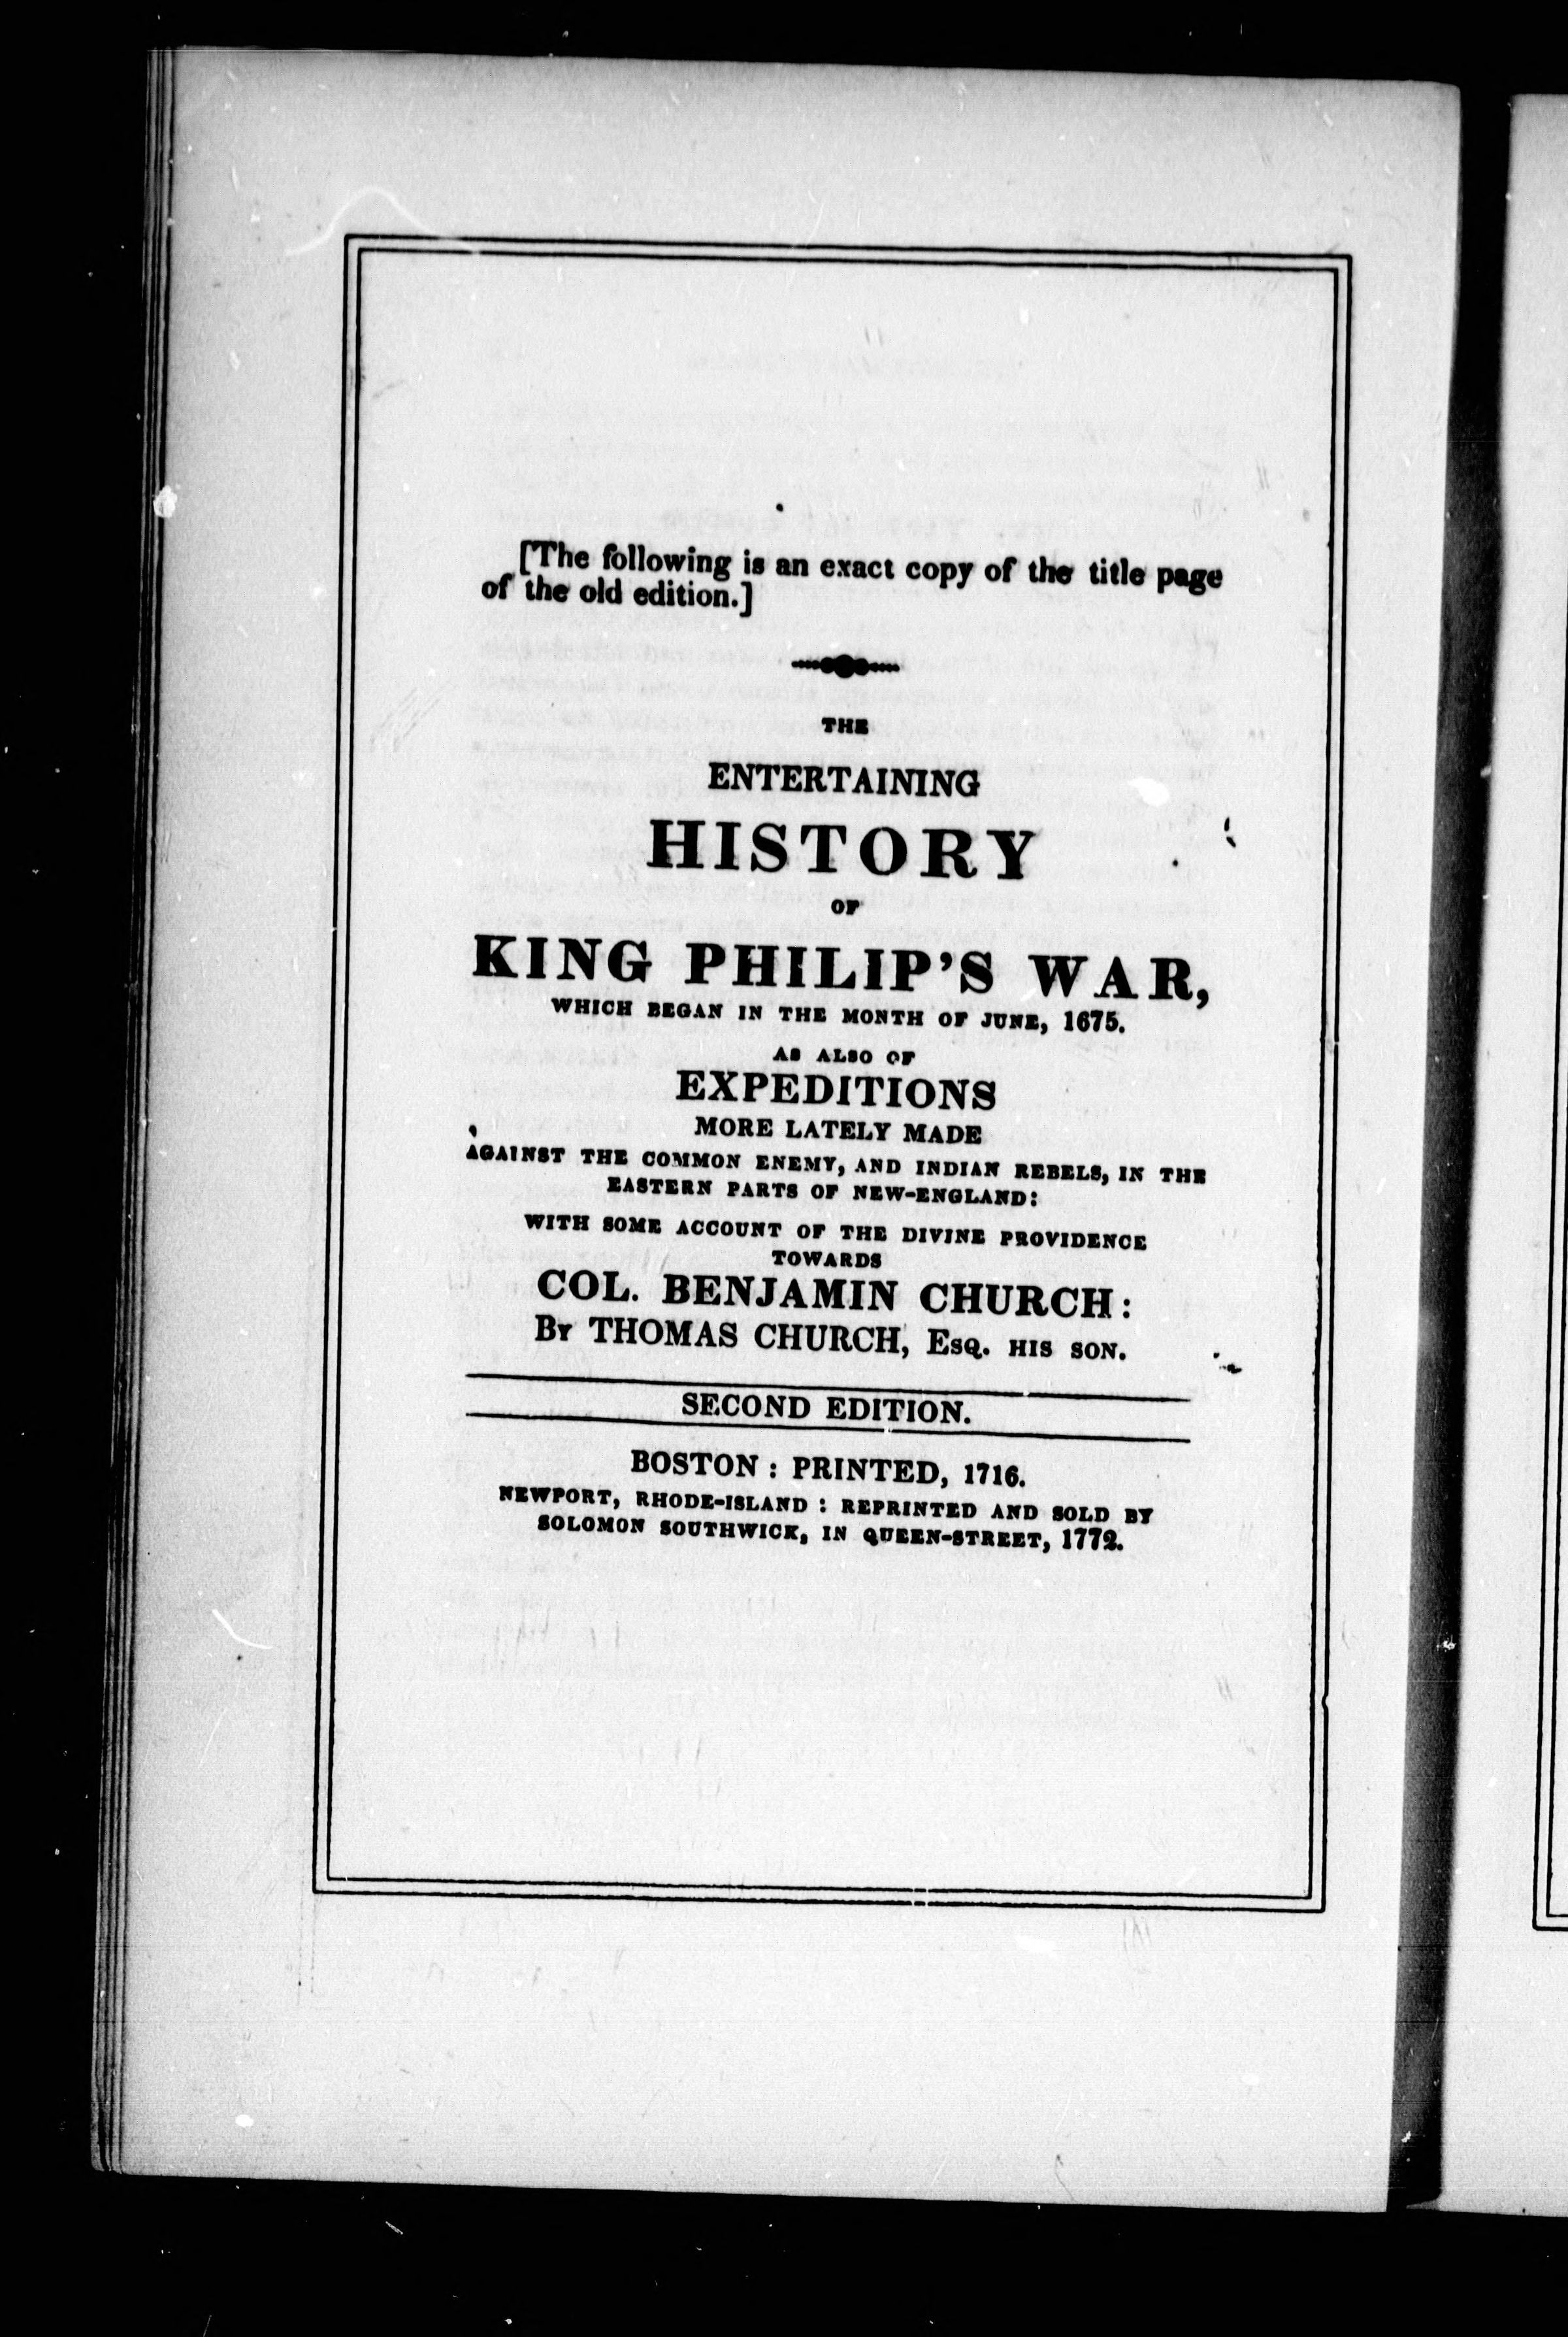 [The following is an exact copy of the title page
of the old edition.]
THE
ENTERTAINING
HISTORY
OF
KING PHILIP'S WAR,
WHICH BEGAN IN THE MONTH OF JUNE, 1675.
AS ALSO OF
EXPEDITIONS
MORE LATELY MADE
AGAINST THE COMMON ENEMY, AND INDIAN REBELS, IN THE
EASTERN PARTS OF NEW-ENGLAND:
WITH SOME ACCOUNT OF THE DIVINE PROVIDENCE
TOWARDS
COL. BENJAMIN CHURCH:
By THOMAS CHURCH, Esq. HIS SON.
SECOND EDITION.
BOSTON: PRINTED, 1716.
NEWPORT, RHODE-ISLAND: REPRINTED AND SOLD BY
SOLOMON SOUTHWICK, IN QUEEN-STREET, 1772.